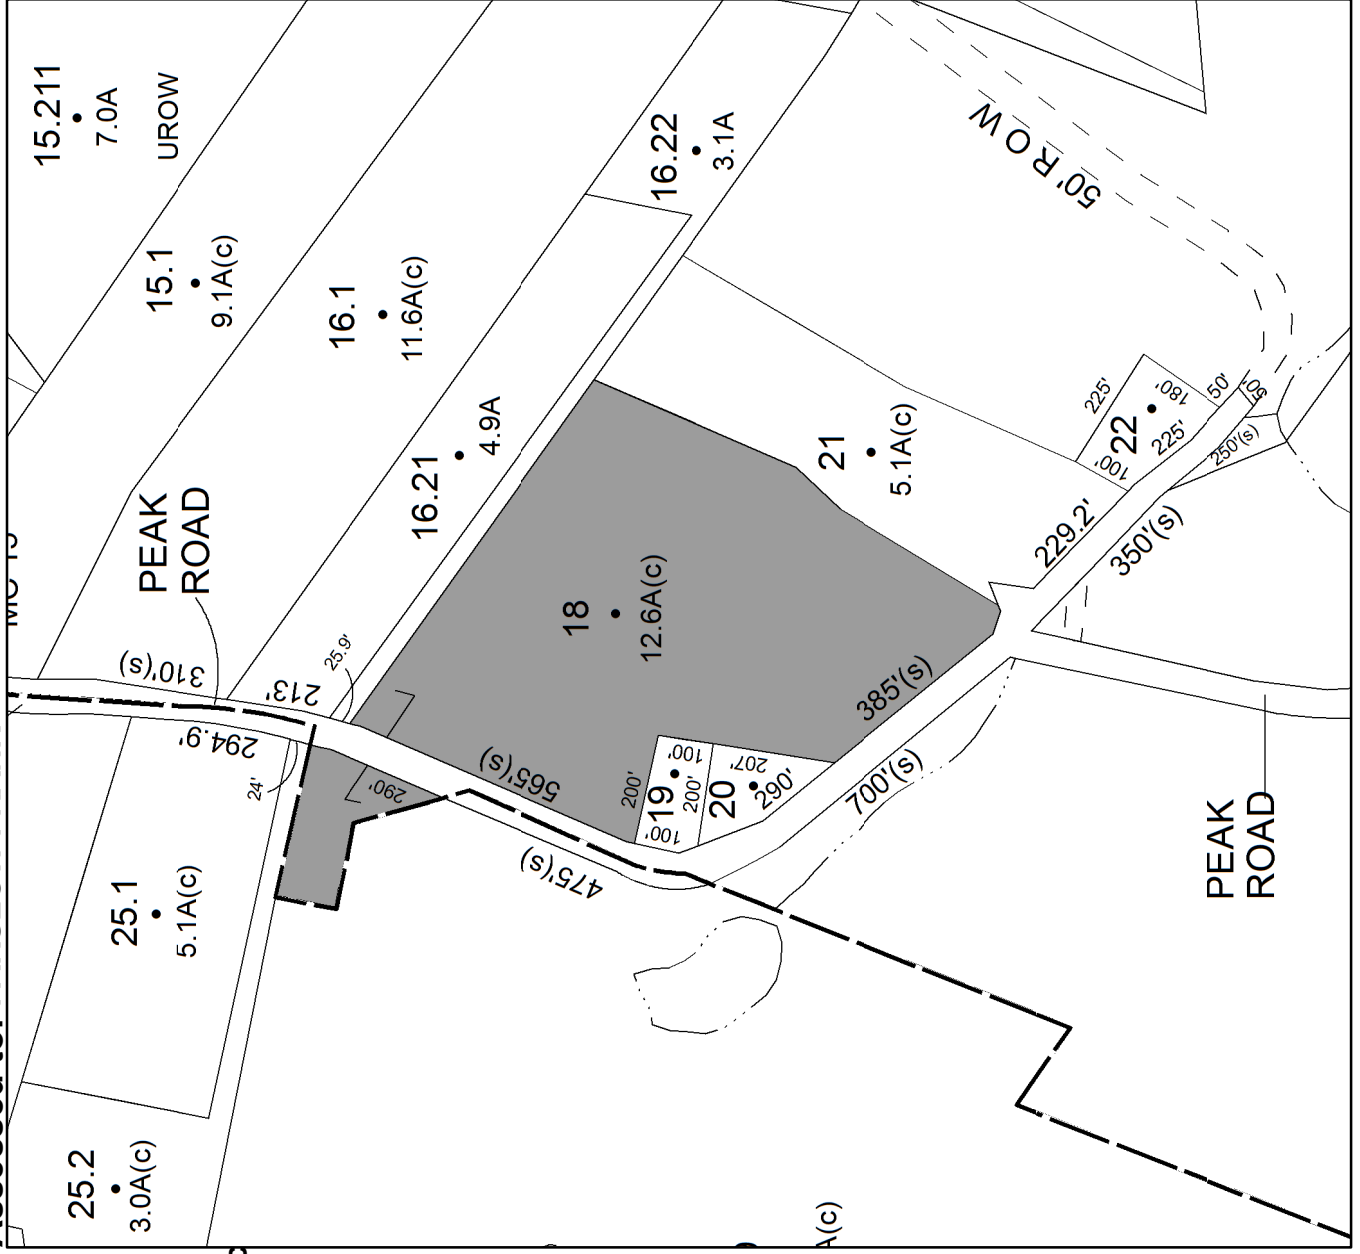 15.211
7.0A
UROW
15.1
9.1A(c)
16.1
11.6A(c)
16.22
3.1A
50' R O W
16.21
4.9A
PEAK
ROAD
310'(s)
213'
25.9'
294.9'
24'
290'
18
12.6A(c)
21
5.1A(c)
225'
22
180'
50'
50'
100'
225'
250'(s)
229.2'
350'(s)
385'(s)
565'(s)
200'
19
100'
100'
200'
20
207'
290'
700'(s)
475'(s)
25.1
5.1A(c)
25.2
3.0A(c)
PEAK
ROAD
A(c)